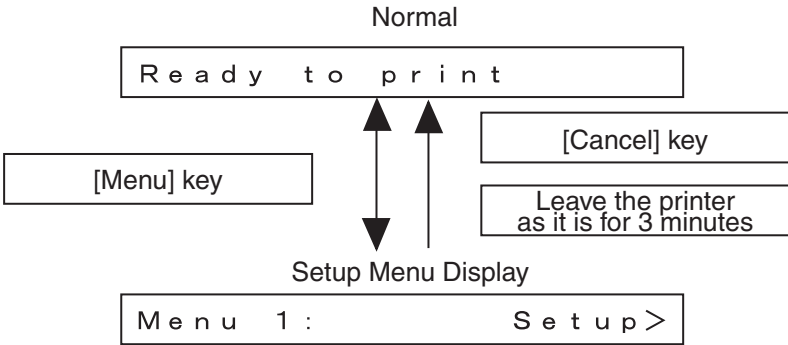 Normal
Ready to print
[Cancel] key
[Menu] key
Leave the printer
as it is for 3 minutes
Setup Menu Display
Menu 1: Setup>